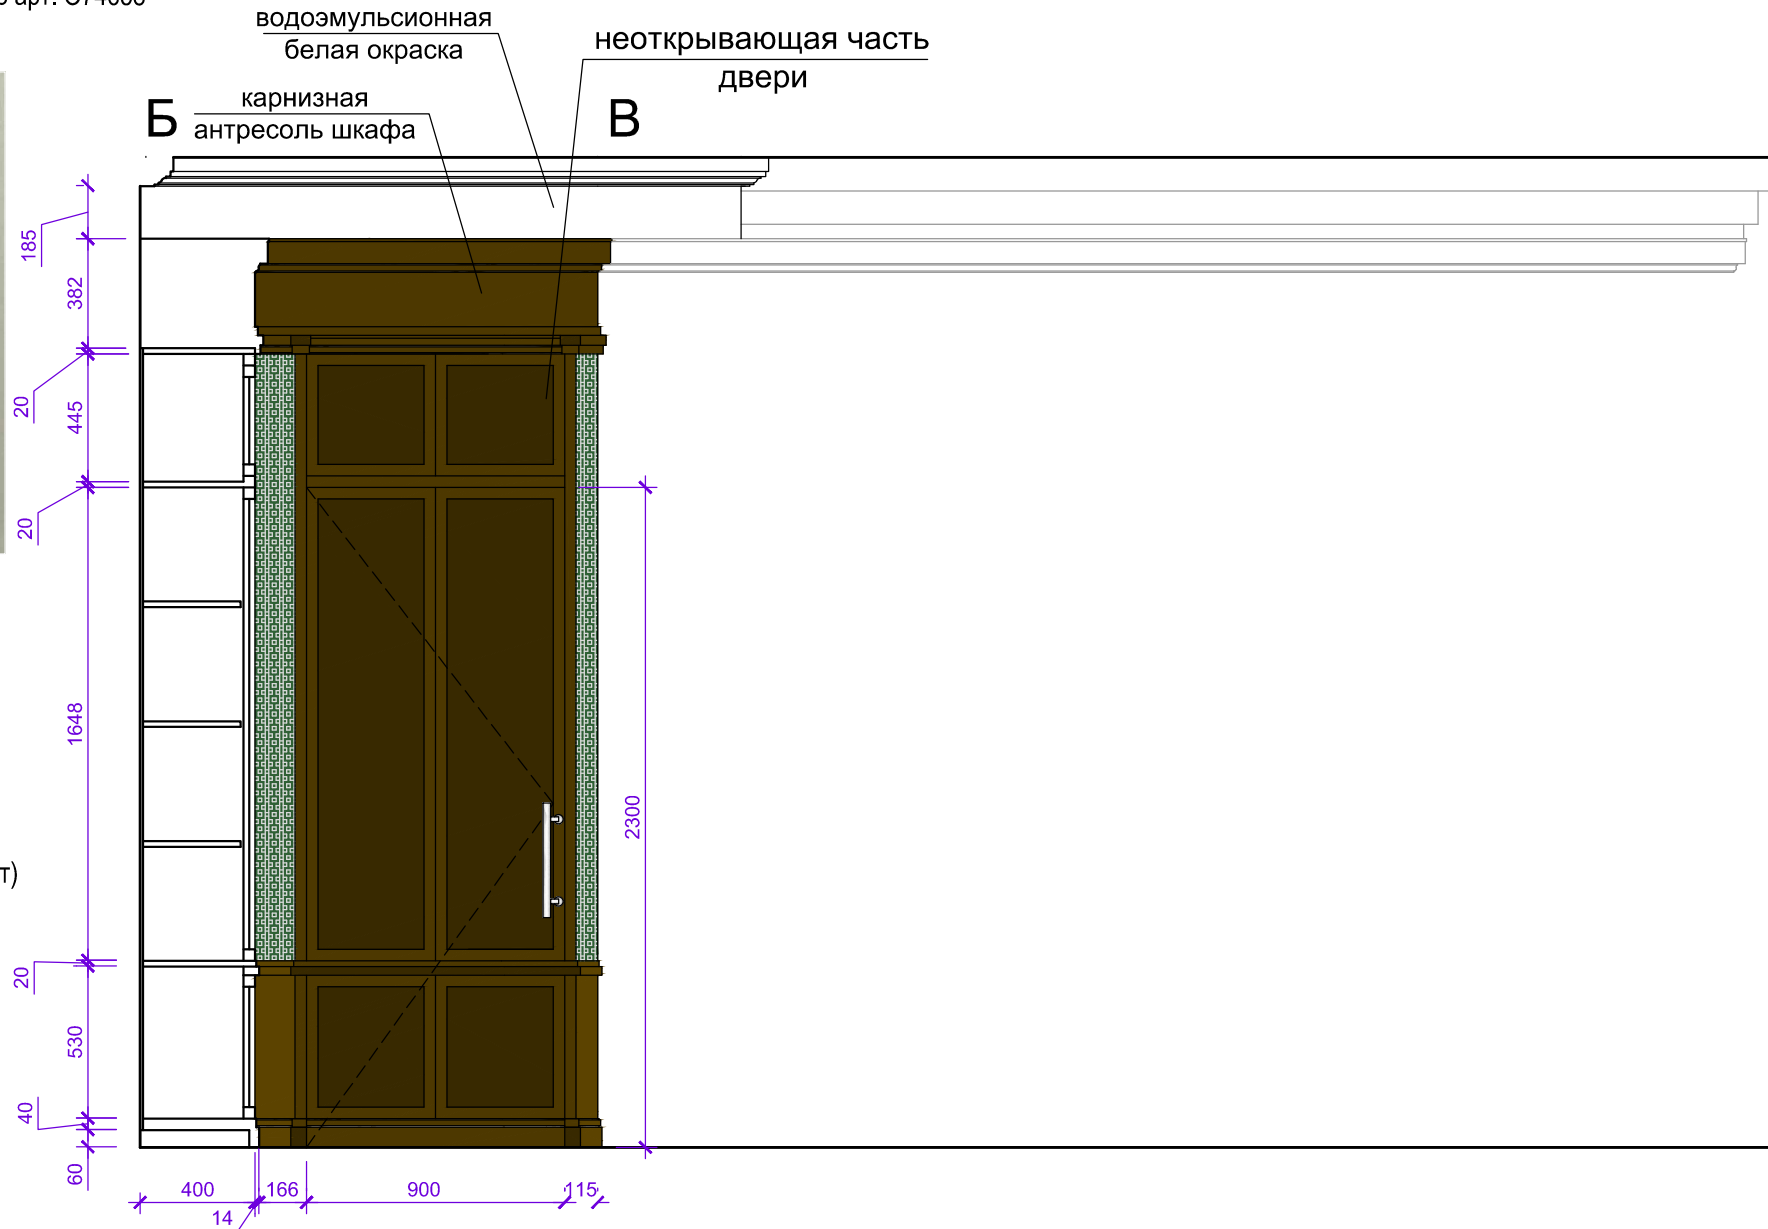 водоэмульсионная
белая окраска
неоткрывающая часть
двери
Б
карнизная
антресоль шкафа
В
185
382
20
445
20
1648
2300
т)
20
530
40
60
400
166
900
115
14